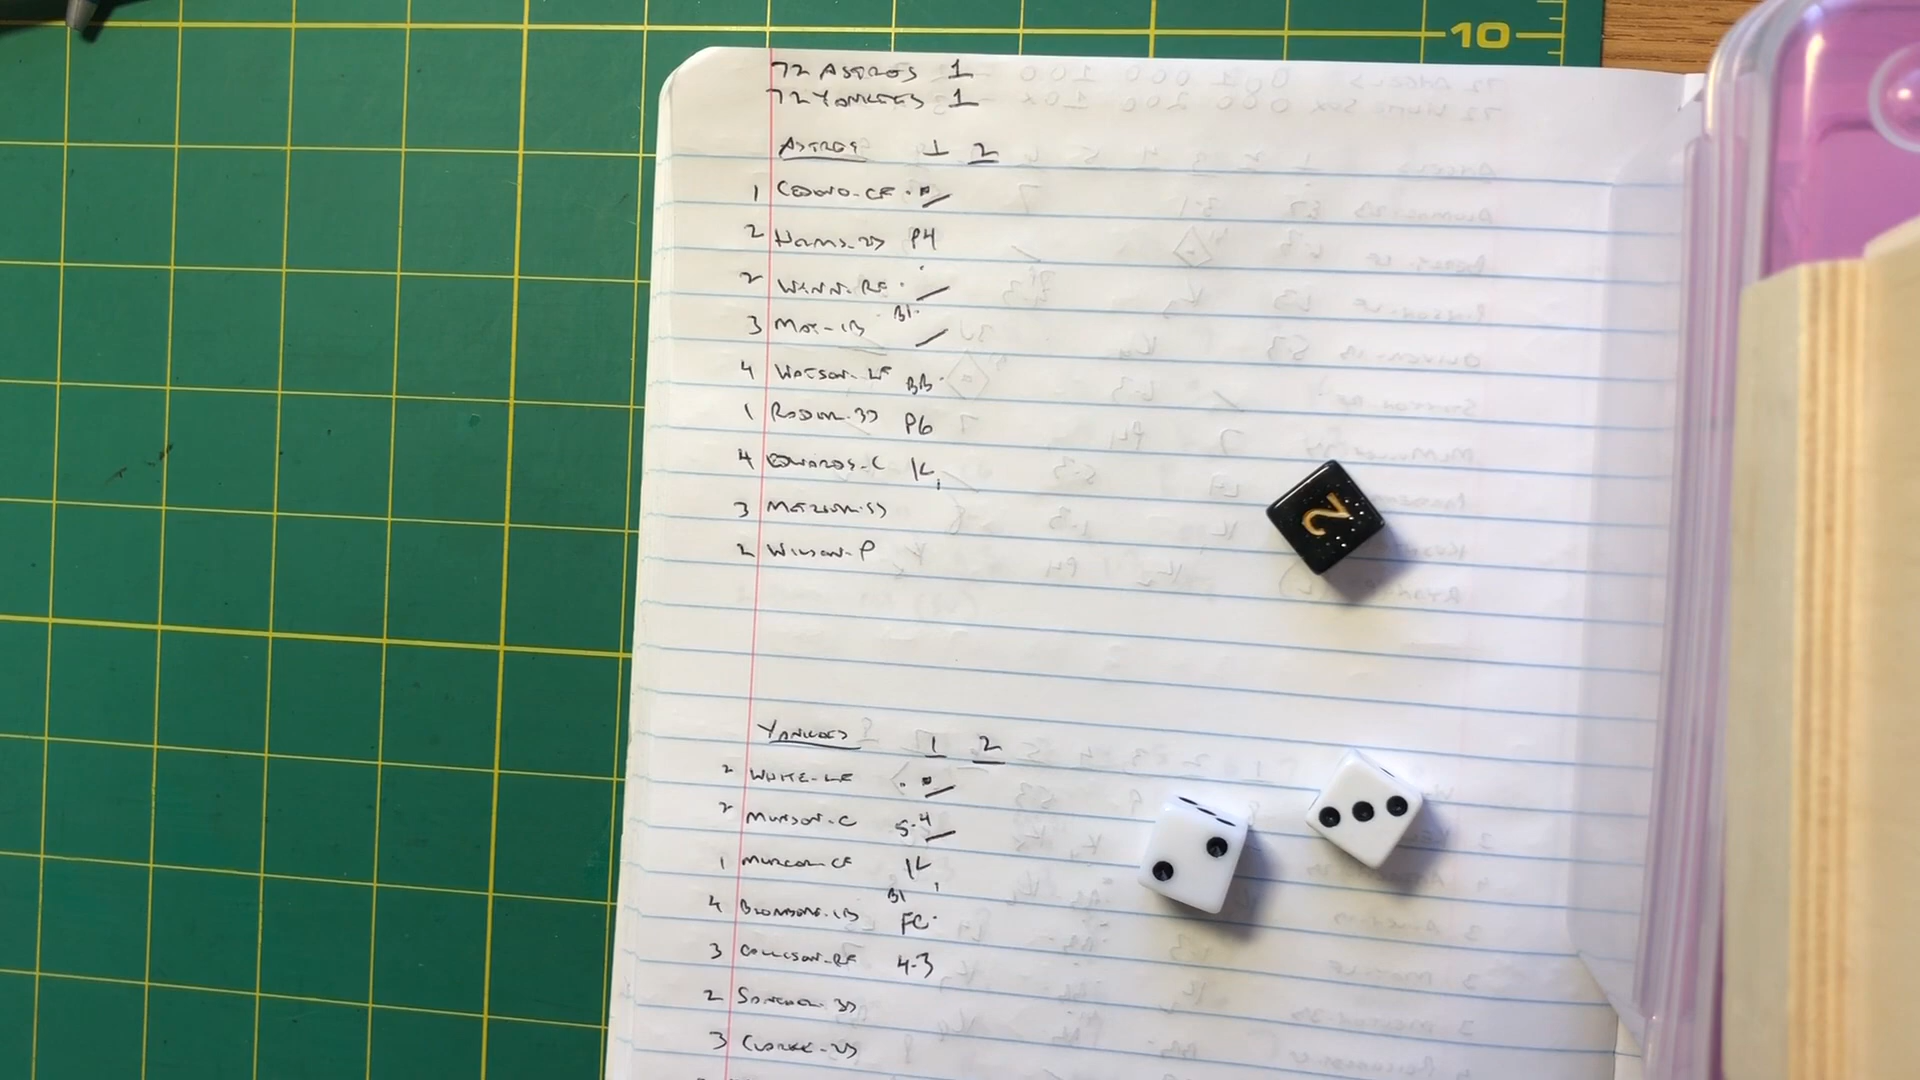 10
72 ASTROS 1
72 YANKEES 1
ASTROS 1 2
1 CEDENO-CF
2 HELMS-2B P4
2 WYNN-RF
3 MAY-1B BI
4 WATSON-LF BB
1 RADER-3B P6
4 EDWARDS-C K
3 METZGER-SS
2 WILSON-P
YANKEES 1 2
2 WHITE-LF
2 MUNSON-C 5-4
1 MURCER-CF K
4 BLOMBERG-1B BI FC
3 CALLISON-RF 4-3
2 SANCHEZ-3B
3 CLARKE-2B
2